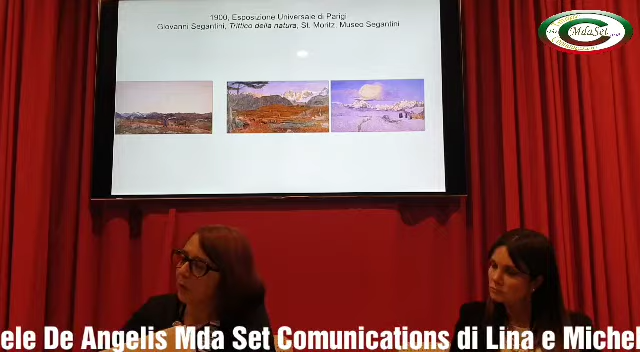 1900, Esposizione Universale di Parigi
Giovanni Segantini, Trittico della natura, St. Moritz, Museo Segantini
MdaSet
ele De Angelis Mda Set Comunications di Lina e Michel